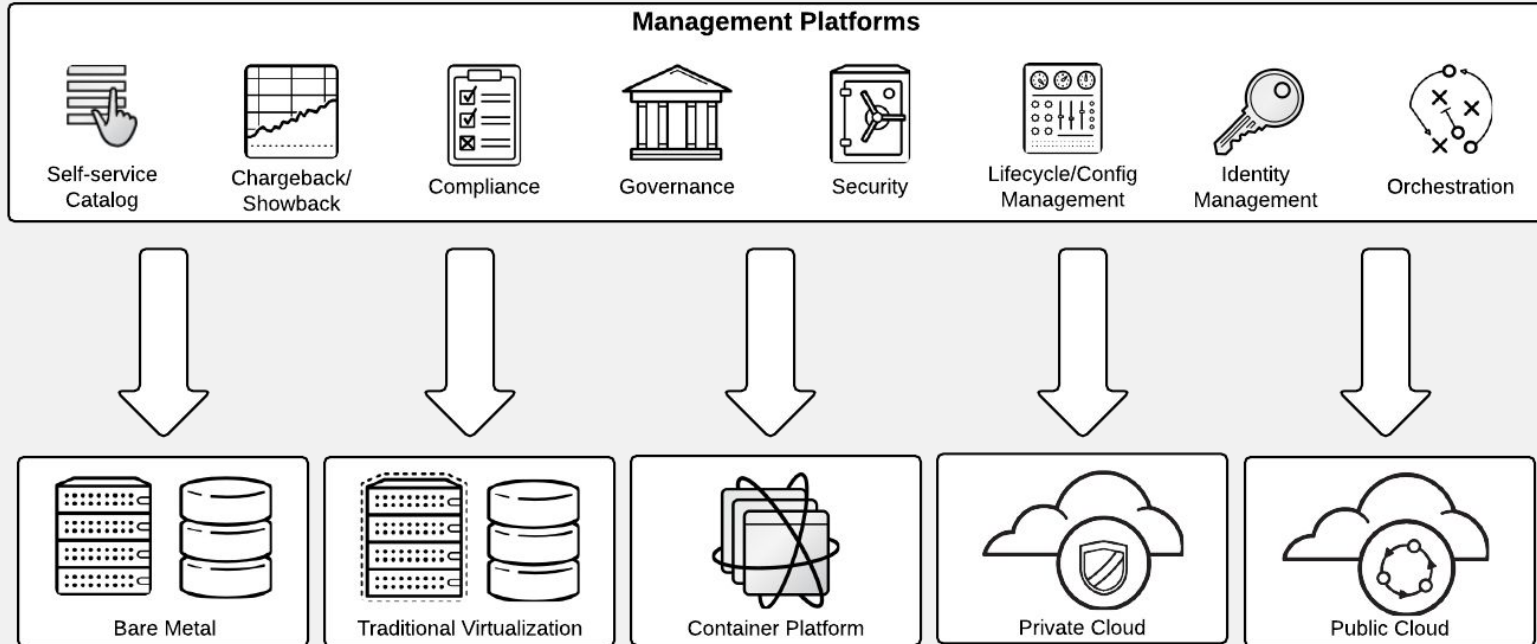 Management Platforms
Self-service
Catalog
Chargeback/
Showback
Compliance
Governance
Security
Lifecycle/Config
Management
Identity
Management
Orchestration
Bare Metal
Traditional Virtualization
Container Platform
Private Cloud
Public Cloud